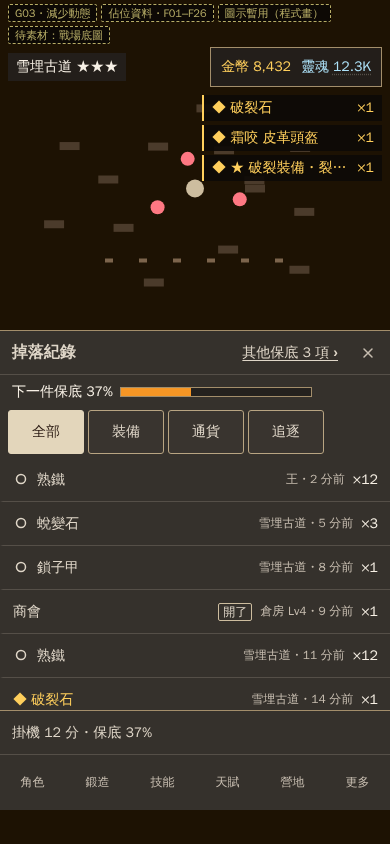 G03・減少動態 佔位資料・F01–F26 圖示暫用（程式畫）
待素材：戰場底圖
雪埋古道 ★★★
金幣 8,432 靈魂 12.3K
◆ 破裂石 ×1
◆ 霜咬 皮革頭盔 ×1
◆ ★ 破裂裝備・裂⋯ ×1
掉落紀錄 其他保底 3 項 › ×
下一件保底 37%
全部 裝備 通貨 追逐
熟鐵 王・2 分前 ×12
蛻變石 雪埋古道・5 分前 ×3
鎖子甲 雪埋古道・8 分前 ×1
商會 開了 倉房 Lv4・9 分前 ×1
熟鐵 雪埋古道・11 分前 ×12
◆ 破裂石 雪埋古道・14 分前 ×1
掛機 12 分・保底 37%
角色 鍛造 技能 天賦 營地 更多